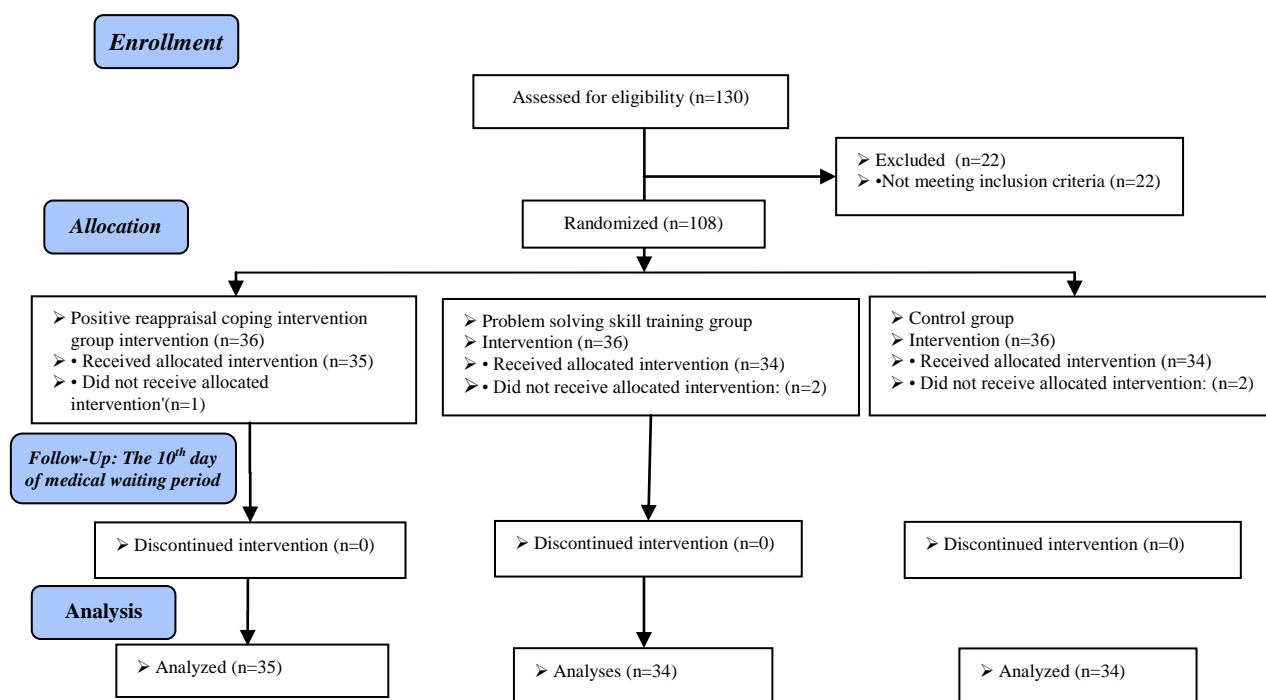 Enrollment
Assessed for eligibility (n=130)
➢ Excluded (n=22)
➢ •Not meeting inclusion criteria (n=22)
Allocation
Randomized (n=108)
➢ Positive reappraisal coping intervention
group intervention (n=36)
➢ • Received allocated intervention (n=35)
➢ • Did not receive allocated
intervention'(n=1)
➢ Problem solving skill training group
➢ Intervention (n=36)
➢ • Received allocated intervention (n=34)
➢ • Did not receive allocated intervention: (n=2)
➢ Control group
➢ Intervention (n=36)
➢ • Received allocated intervention (n=34)
➢ • Did not receive allocated intervention: (n=2)
Follow-Up: The 10th day
of medical waiting period
➢ Discontinued intervention (n=0)
➢ Discontinued intervention (n=0)
➢ Discontinued intervention (n=0)
Analysis
➢ Analyzed (n=35)
➢ Analyses (n=34)
➢ Analyzed (n=34)